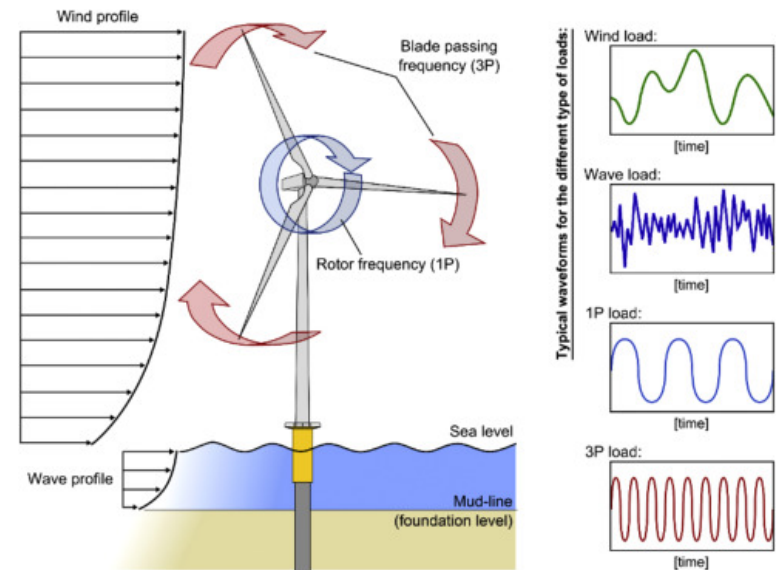 Wind profile
Blade passing
frequency (3P)
Rotor frequency (1P)
Sea level
Wave profile
Mud-line
(foundation level)
Typical waveforms for the different type of loads:
Wind load:
[time]
Wave load:
[time]
1P load:
[time]
3P load:
[time]